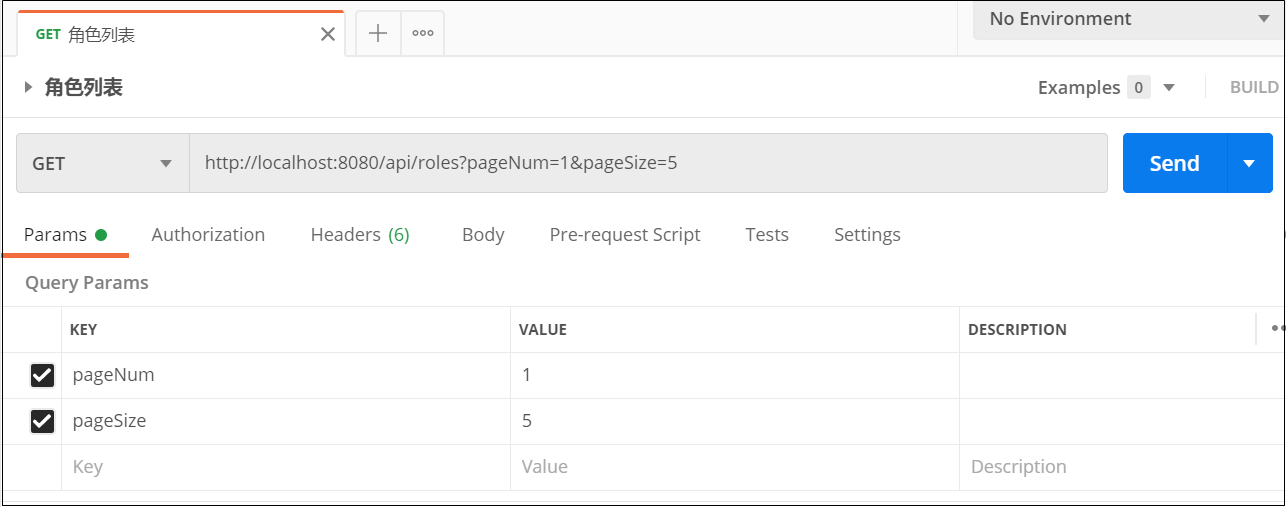 GET 角色列表
No Environment
角色列表
Examples 0
BUILD
GET
http://localhost:8080/api/roles?pageNum=1&pageSize=5
Send
Params Authorization Headers (6) Body Pre-request Script Tests Settings
Query Params
KEY VALUE DESCRIPTION
pageNum 1
pageSize 5
Key Value Description